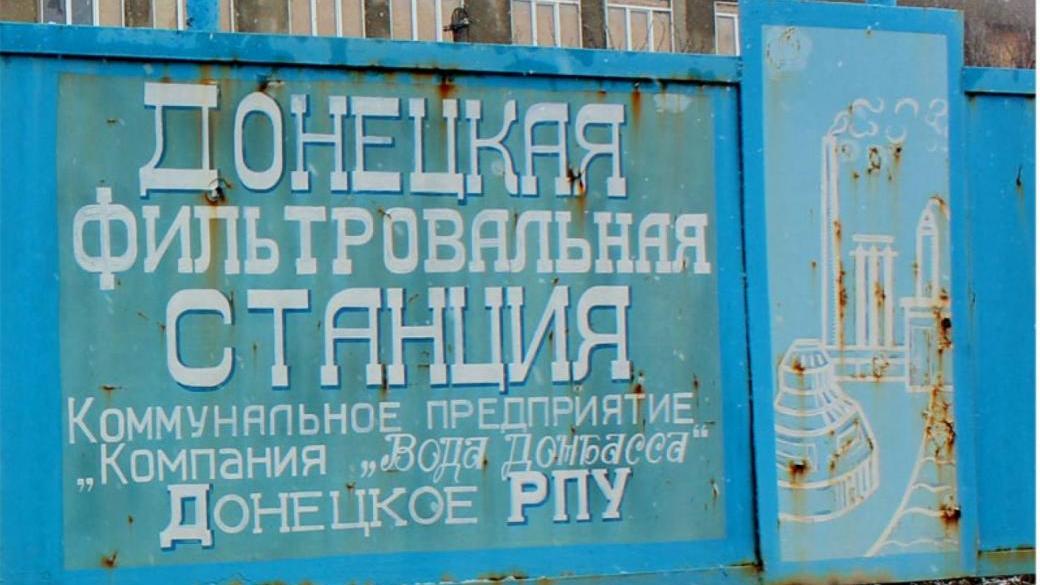 ДОНЕЦКАЯ
ФИЛЬТРОВАЛЬНАЯ
СТАНЦИЯ
КОММУНАЛЬНОЕ ПРЕДПРИЯТИЕ
„КОМПАНИЯ „Вода Донбасса“
ДОНЕЦКОЕ РПУ